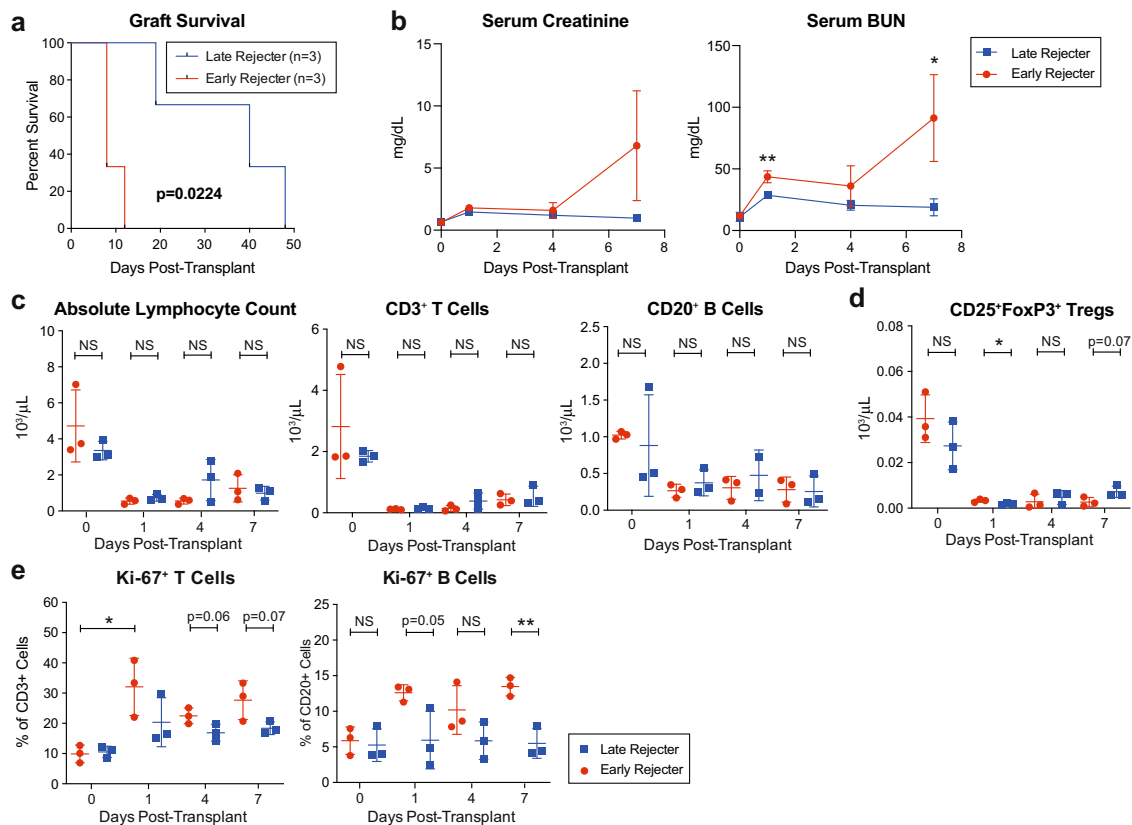 a
Graft Survival
Percent Survival
100
80
60
40
20
0
Late Rejecter (n=3)
Early Rejecter (n=3)
p=0.0224
0 10 20 30 40 50
Days Post-Transplant
b
Serum Creatinine
mg/dL
15
10
5
0
0 2 4 6 8
Days Post-Transplant
Serum BUN
mg/dL
150
100
50
0
**
*
0 2 4 6 8
Days Post-Transplant
Late Rejecter
Early Rejecter
c
Absolute Lymphocyte Count
10³/µL
10
8
6
4
2
0
NS NS NS NS
0 1 4 7
Days Post-Transplant
CD3⁺ T Cells
10³/µL
6
4
2
0
NS NS NS NS
0 1 4 7
Days Post-Transplant
CD20⁺ B Cells
10³/µL
2.5
2.0
1.5
1.0
0.5
0.0
NS NS NS NS
0 1 4 7
Days Post-Transplant
d
CD25⁺FoxP3⁺ Tregs
10³/µL
0.08
0.06
0.04
0.02
0.00
NS * NS p=0.07
0 1 4 7
Days Post-Transplant
e
Ki-67⁺ T Cells
% of CD3+ Cells
60
50
40
30
20
10
0
* p=0.06 p=0.07
0 1 4 7
Days Post-Transplant
Ki-67⁺ B Cells
% of CD20+ Cells
25
20
15
10
5
0
NS p=0.05 NS **
0 1 4 7
Days Post-Transplant
Late Rejecter
Early Rejecter